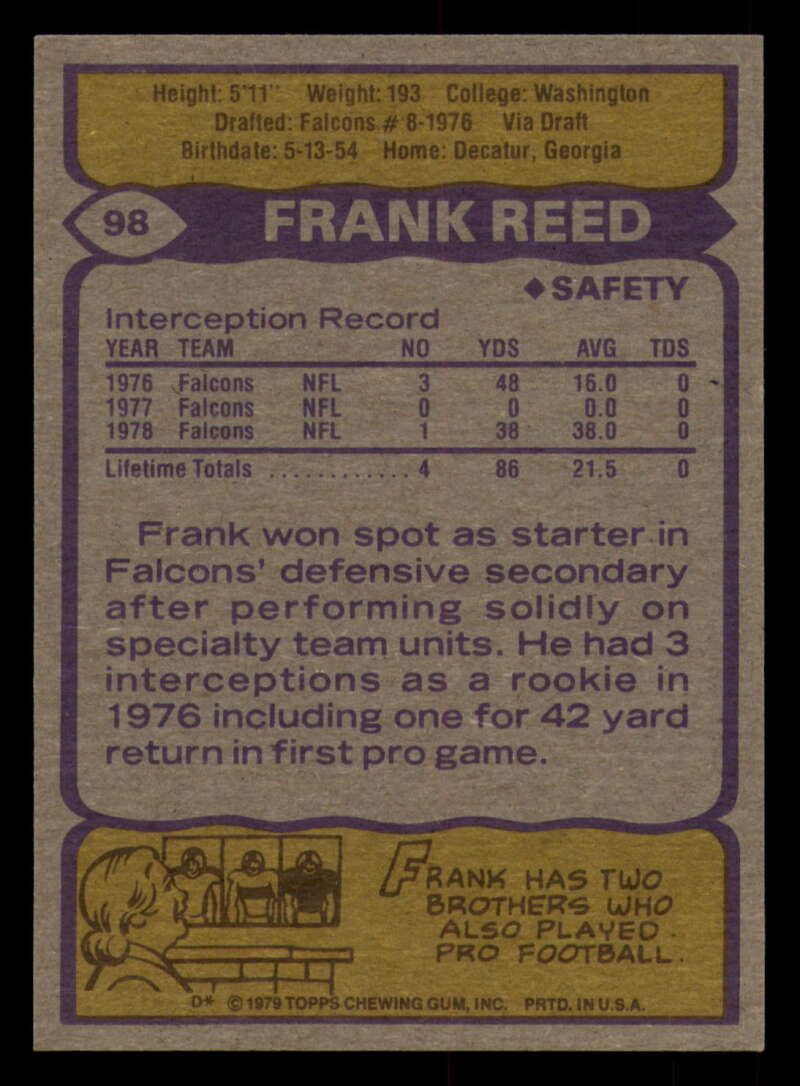 Height: 5'11" Weight: 193 College: Washington
Drafted: Falcons # 8-1976 Via Draft
Birthdate: 5-13-54 Home: Decatur, Georgia
98 FRANK REED
◆SAFETY
Interception Record
YEAR TEAM NO YDS AVG TDS
1976 Falcons NFL 3 48 16.0 0
1977 Falcons NFL 0 0 0.0 0
1978 Falcons NFL 1 38 38.0 0
Lifetime Totals ............ 4 86 21.5 0
Frank won spot as starter in
Falcons' defensive secondary
after performing solidly on
specialty team units. He had 3
interceptions as a rookie in
1976 including one for 42 yard
return in first pro game.
FRANK HAS TWO
BROTHERS WHO
ALSO PLAYED
PRO FOOTBALL.
D* © 1979 TOPPS CHEWING GUM, INC. PRTD. IN U.S.A.